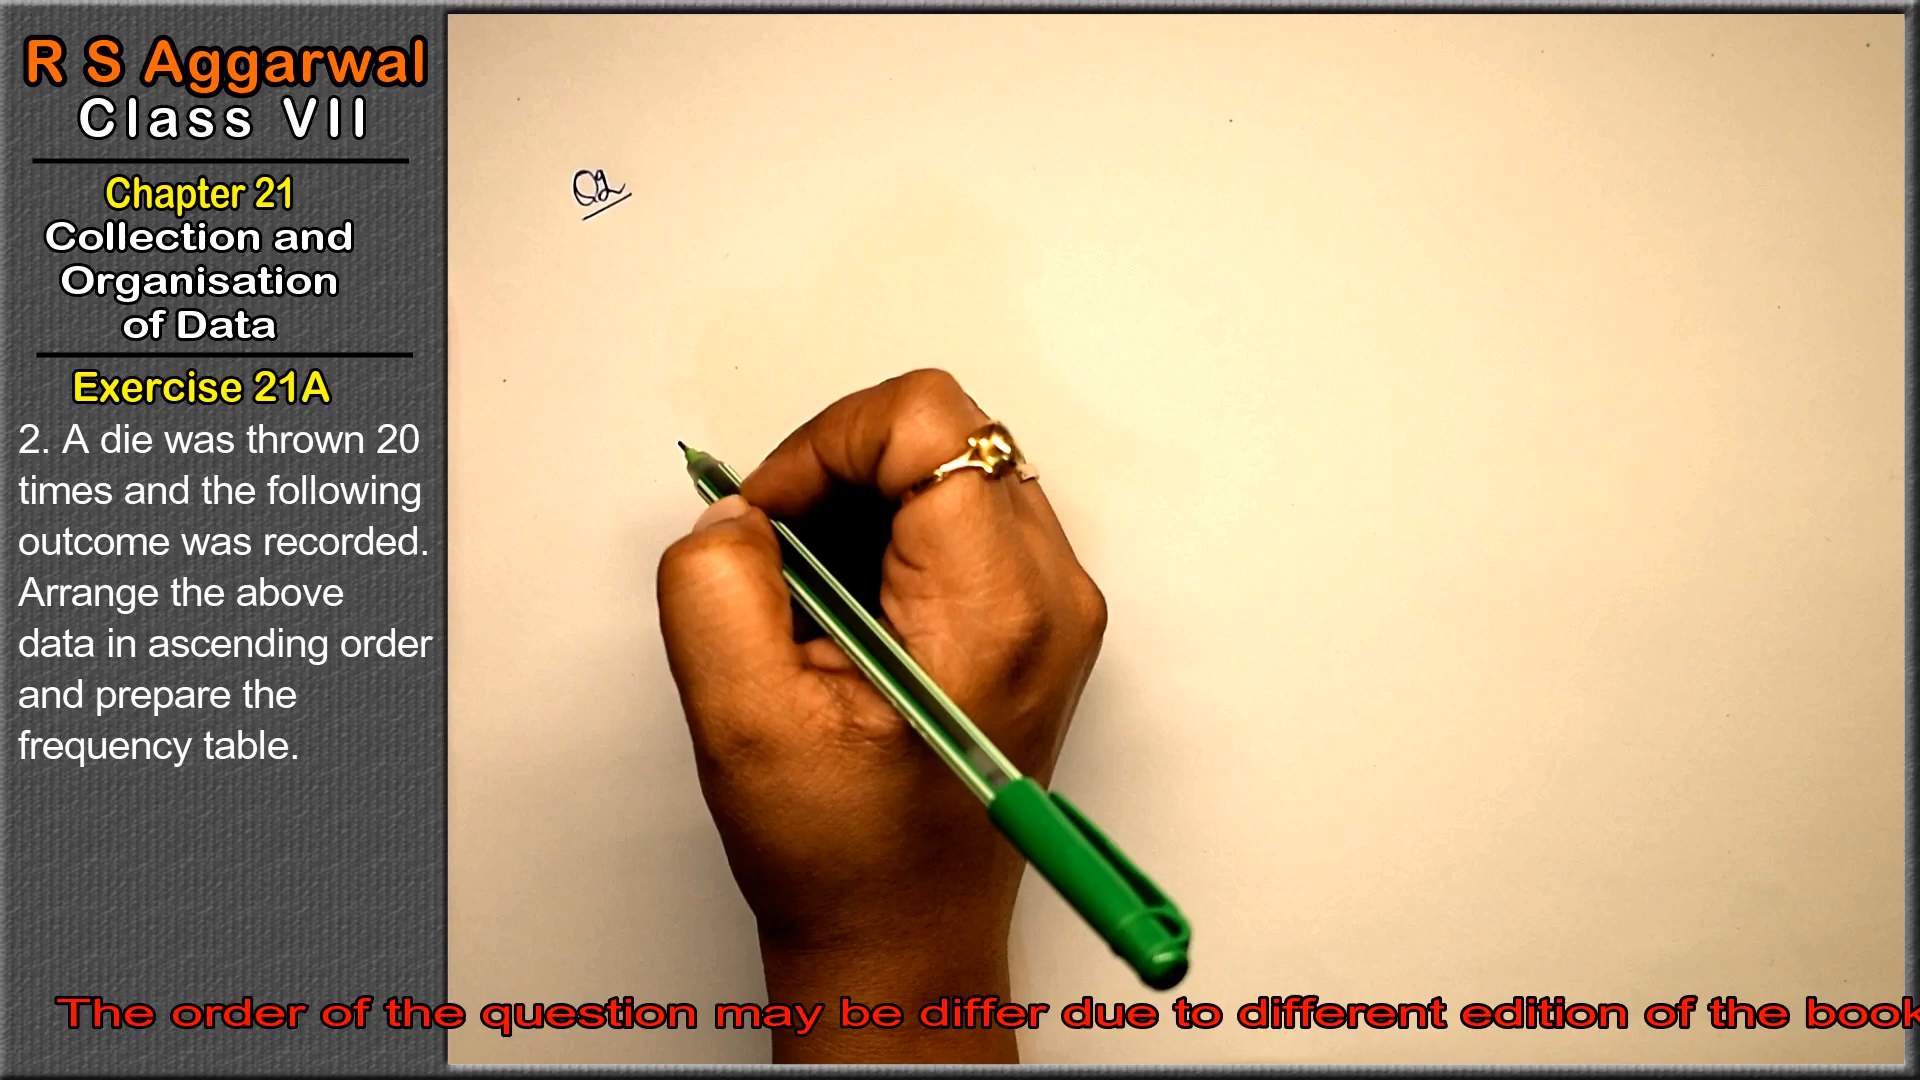 R S Aggarwal
Class VII
Chapter 21
Collection and
Organisation
of Data
Exercise 21A
2. A die was thrown 20
times and the following
outcome was recorded.
Arrange the above
data in ascending order
and prepare the
frequency table.
Q2
The order of the question may be differ due to different edition of the book